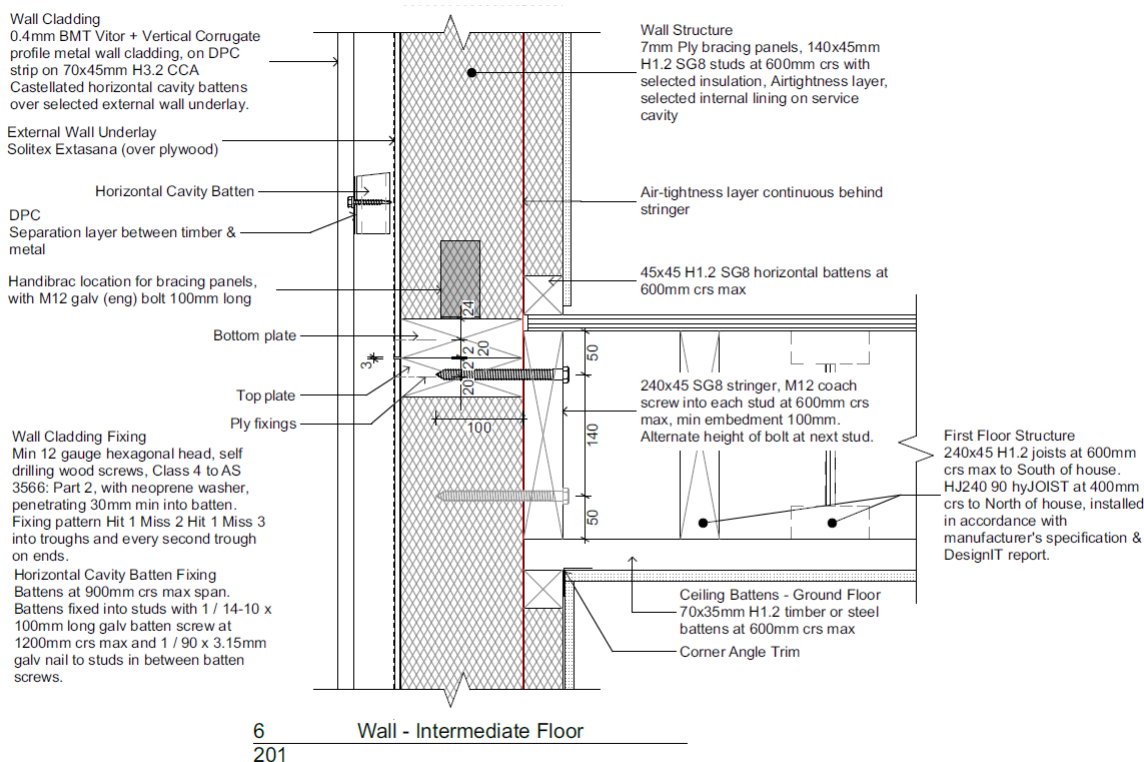 Wall Cladding
0.4mm BMT Vitor + Vertical Corrugate
profile metal wall cladding, on DPC
strip on 70x45mm H3.2 CCA
Castellated horizontal cavity battens
over selected external wall underlay.
External Wall Underlay
Solitex Extasana (over plywood)
Horizontal Cavity Batten
DPC
Separation layer between timber &
metal
Handibrac location for bracing panels,
with M12 galv (eng) bolt 100mm long
Bottom plate
Top plate
Ply fixings
Wall Cladding Fixing
Min 12 gauge hexagonal head, self
drilling wood screws, Class 4 to AS
3566: Part 2, with neoprene washer,
penetrating 30mm min into batten.
Fixing pattern Hit 1 Miss 2 Hit 1 Miss 3
into troughs and every second trough
on ends.
Horizontal Cavity Batten Fixing
Battens at 900mm crs max span.
Battens fixed into studs with 1 / 14-10 x
100mm long galv batten screw at
1200mm crs max and 1 / 90 x 3.15mm
galv nail to studs in between batten
screws.
24
20
2
3
2
20
100
50
140
50
Wall Structure
7mm Ply bracing panels, 140x45mm
H1.2 SG8 studs at 600mm crs with
selected insulation, Airtightness layer,
selected internal lining on service
cavity
Air-tightness layer continuous behind
stringer
45x45 H1.2 SG8 horizontal battens at
600mm crs max
240x45 SG8 stringer, M12 coach
screw into each stud at 600mm crs
max, min embedment 100mm.
Alternate height of bolt at next stud.
First Floor Structure
240x45 H1.2 joists at 600mm
crs max to South of house.
HJ240 90 hyJOIST at 400mm
crs to North of house, installed
in accordance with
manufacturer's specification &
DesignIT report.
Ceiling Battens - Ground Floor
70x35mm H1.2 timber or steel
battens at 600mm crs max
Corner Angle Trim
6
Wall - Intermediate Floor
201